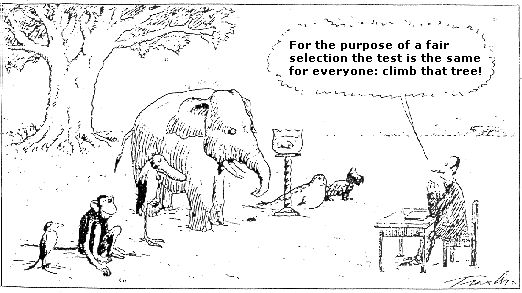 For the purpose of a fair
selection the test is the same
for everyone: climb that tree!